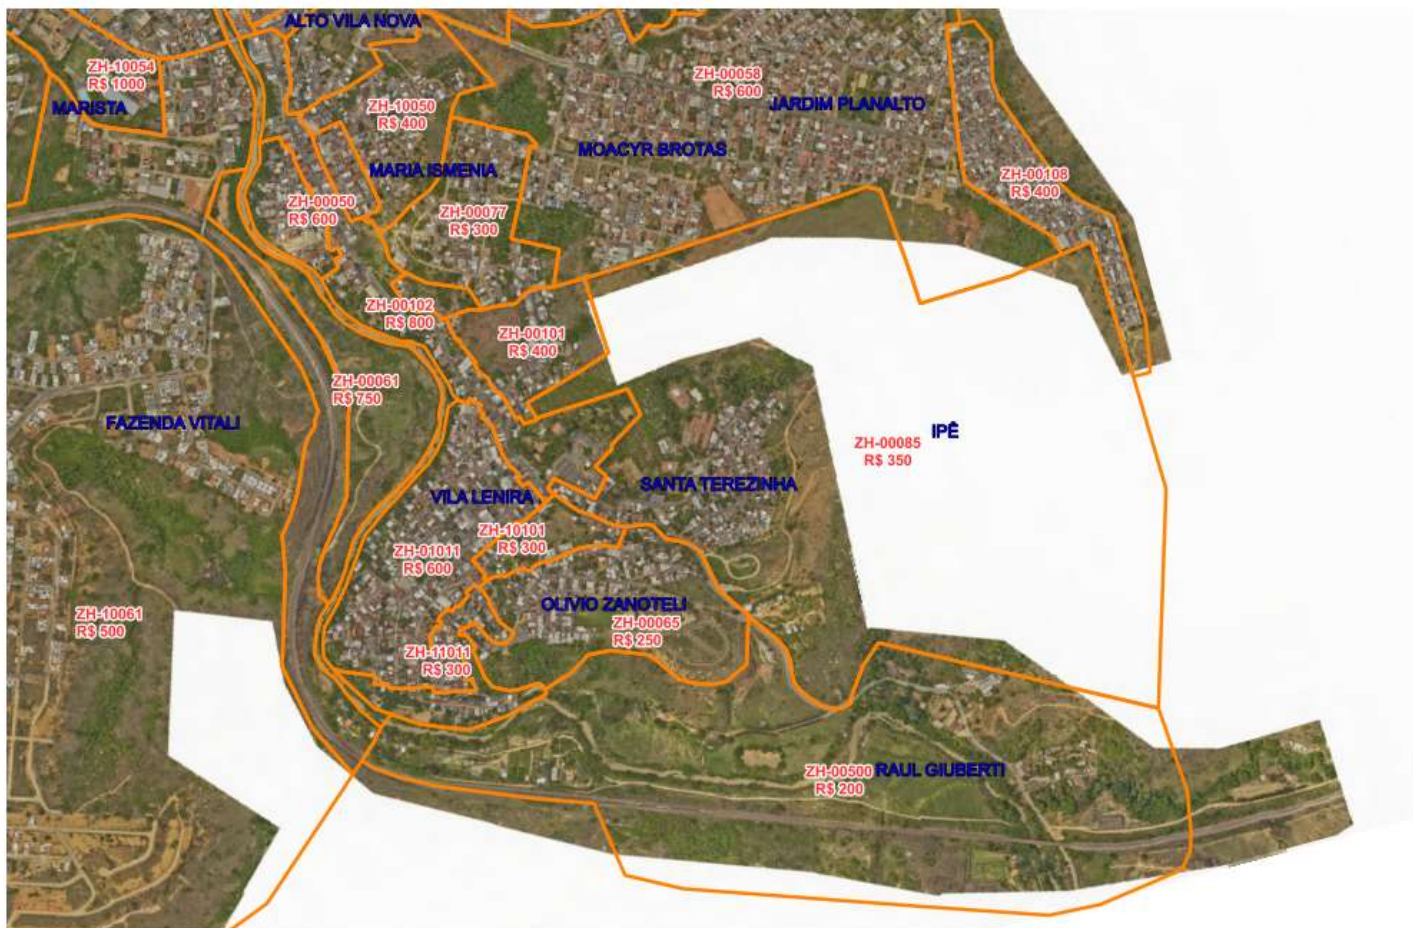 ALTO VILA NOVA
ZH-10054
R$ 1000
ZH-00058
R$ 600
MARISTA
ZH-10050
R$ 400
JARDIM PLANALTO
MOACYR BROTAS
MARIA ISMENIA
ZH-00108
R$ 400
ZH-00050
R$ 600
ZH-00077
R$ 300
ZH-00102
R$ 800
ZH-00101
R$ 400
ZH-00061
R$ 750
FAZENDA VITALI
IPÊ
ZH-00085
R$ 350
SANTA TEREZINHA
VILA LENIRA
ZH-10101
R$ 300
ZH-01011
R$ 600
OLIVIO ZANOTELI
ZH-00065
R$ 250
ZH-10061
R$ 500
ZH-11011
R$ 300
ZH-00500
R$ 200
RAUL GIUBERTI